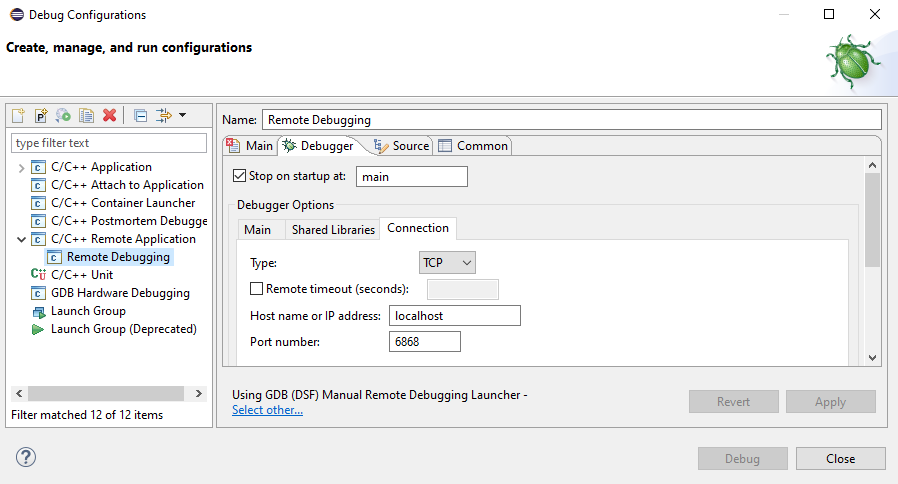 Debug Configurations
Create, manage, and run configurations
type filter text
C/C++ Application
C/C++ Attach to Application
C/C++ Container Launcher
C/C++ Postmortem Debugge
C/C++ Remote Application
Remote Debugging
C/C++ Unit
GDB Hardware Debugging
Launch Group
Launch Group (Deprecated)
Filter matched 12 of 12 items
Name: Remote Debugging
Main Debugger Source Common
Stop on startup at: main
Debugger Options
Main Shared Libraries Connection
Type: TCP
Remote timeout (seconds):
Host name or IP address: localhost
Port number: 6868
Using GDB (DSF) Manual Remote Debugging Launcher -
Select other...
Revert Apply
Debug Close